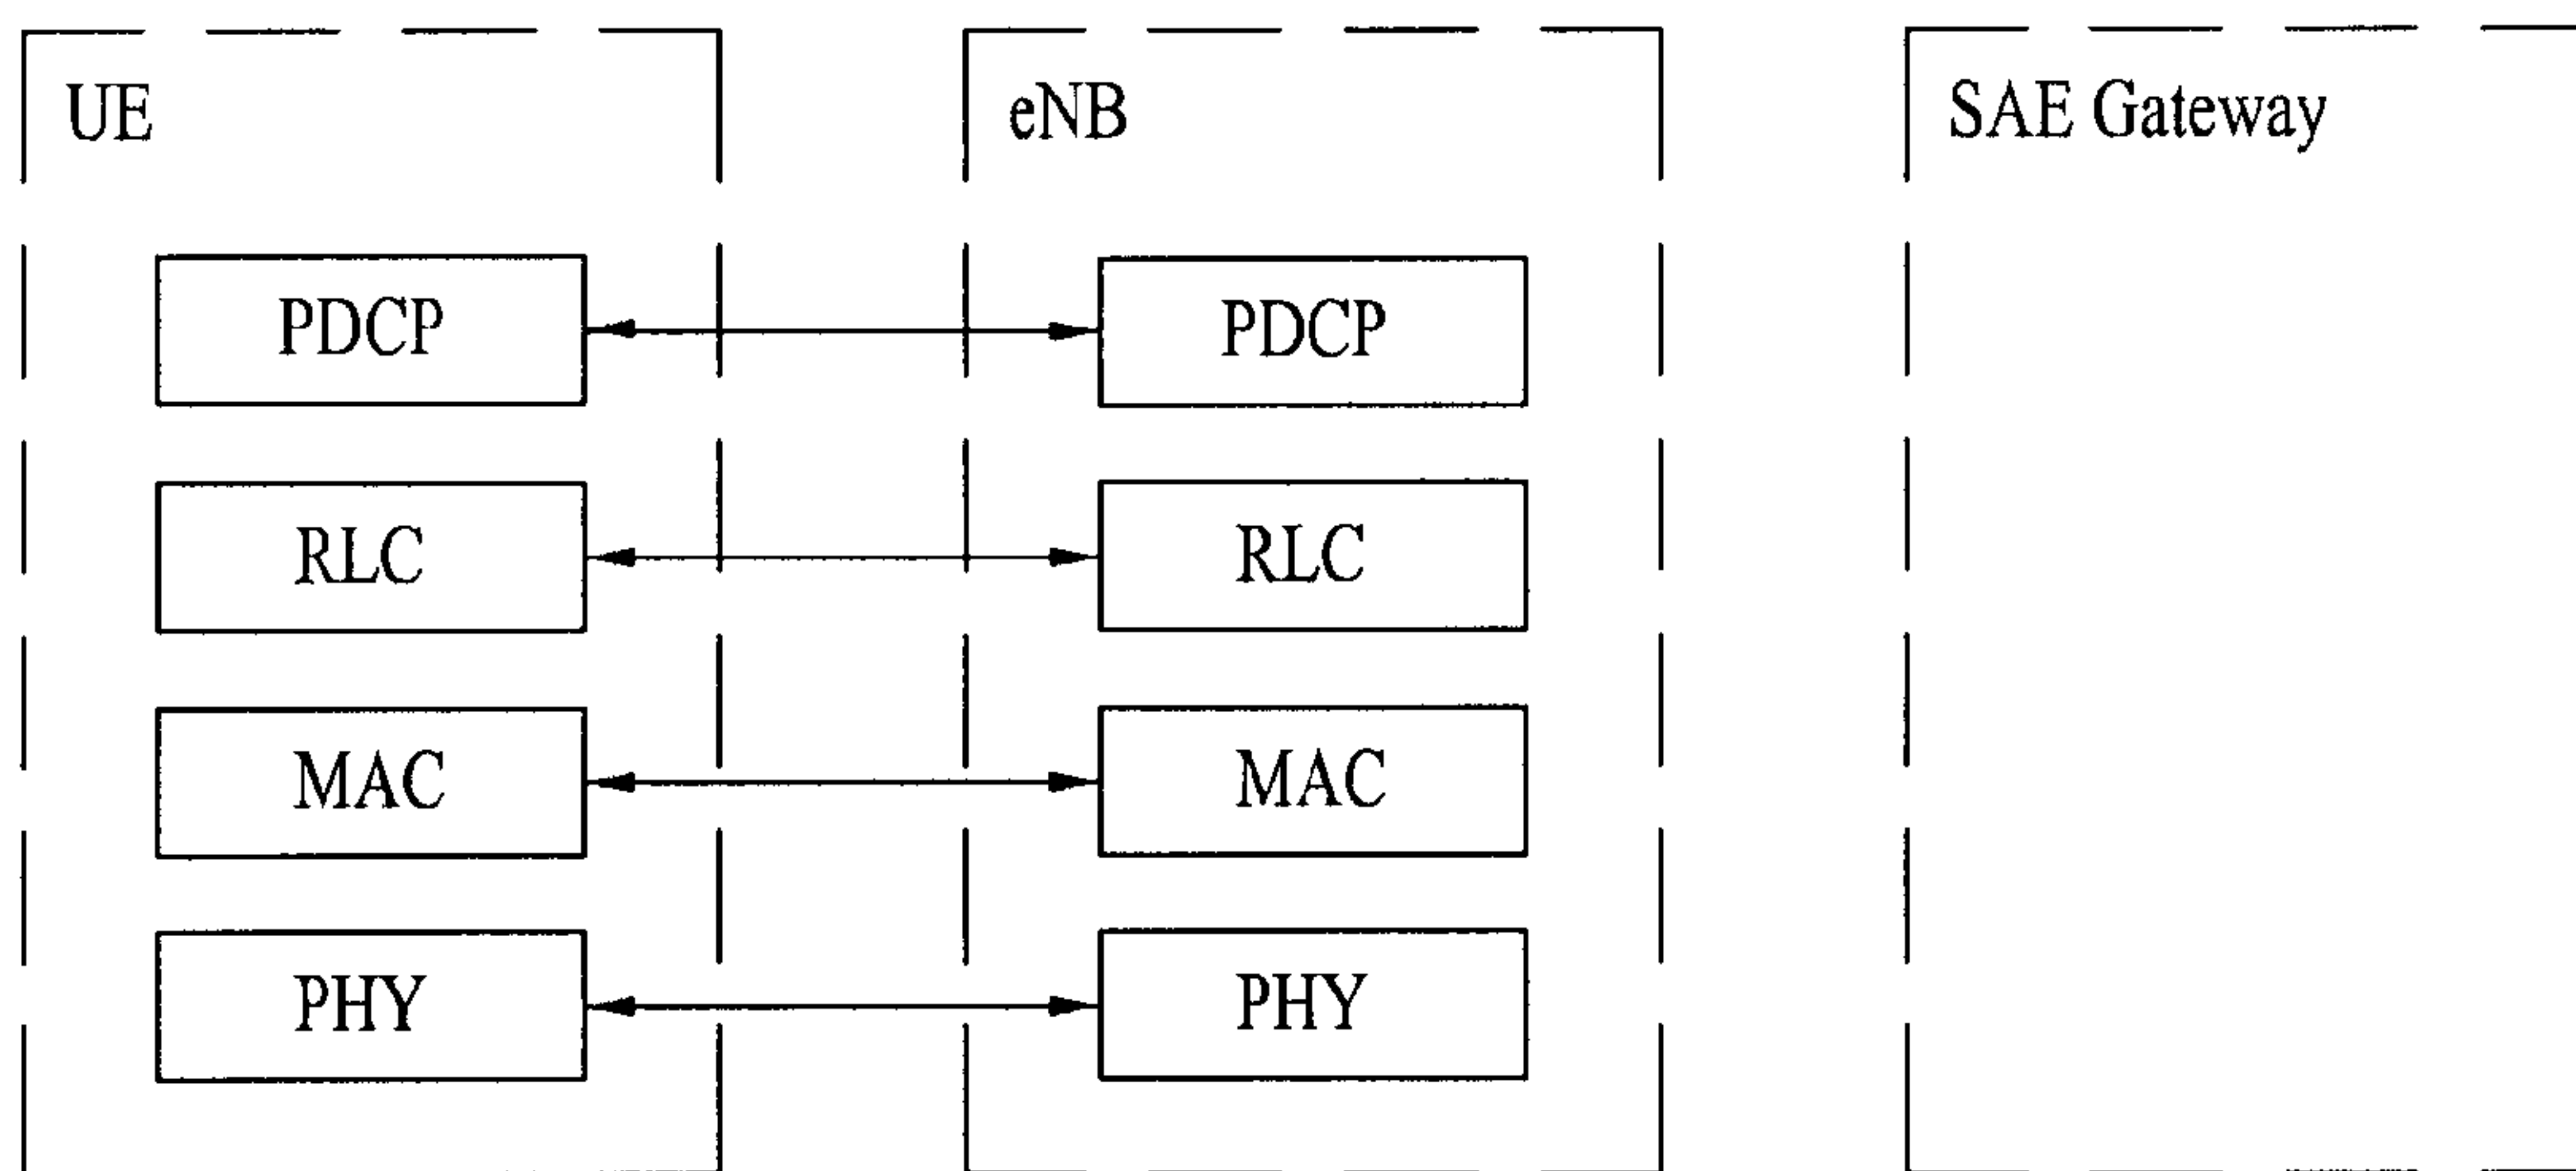 UE
eNB
SAE Gateway
PDCP
PDCP
RLC
RLC
MAC
MAC
PHY
PHY